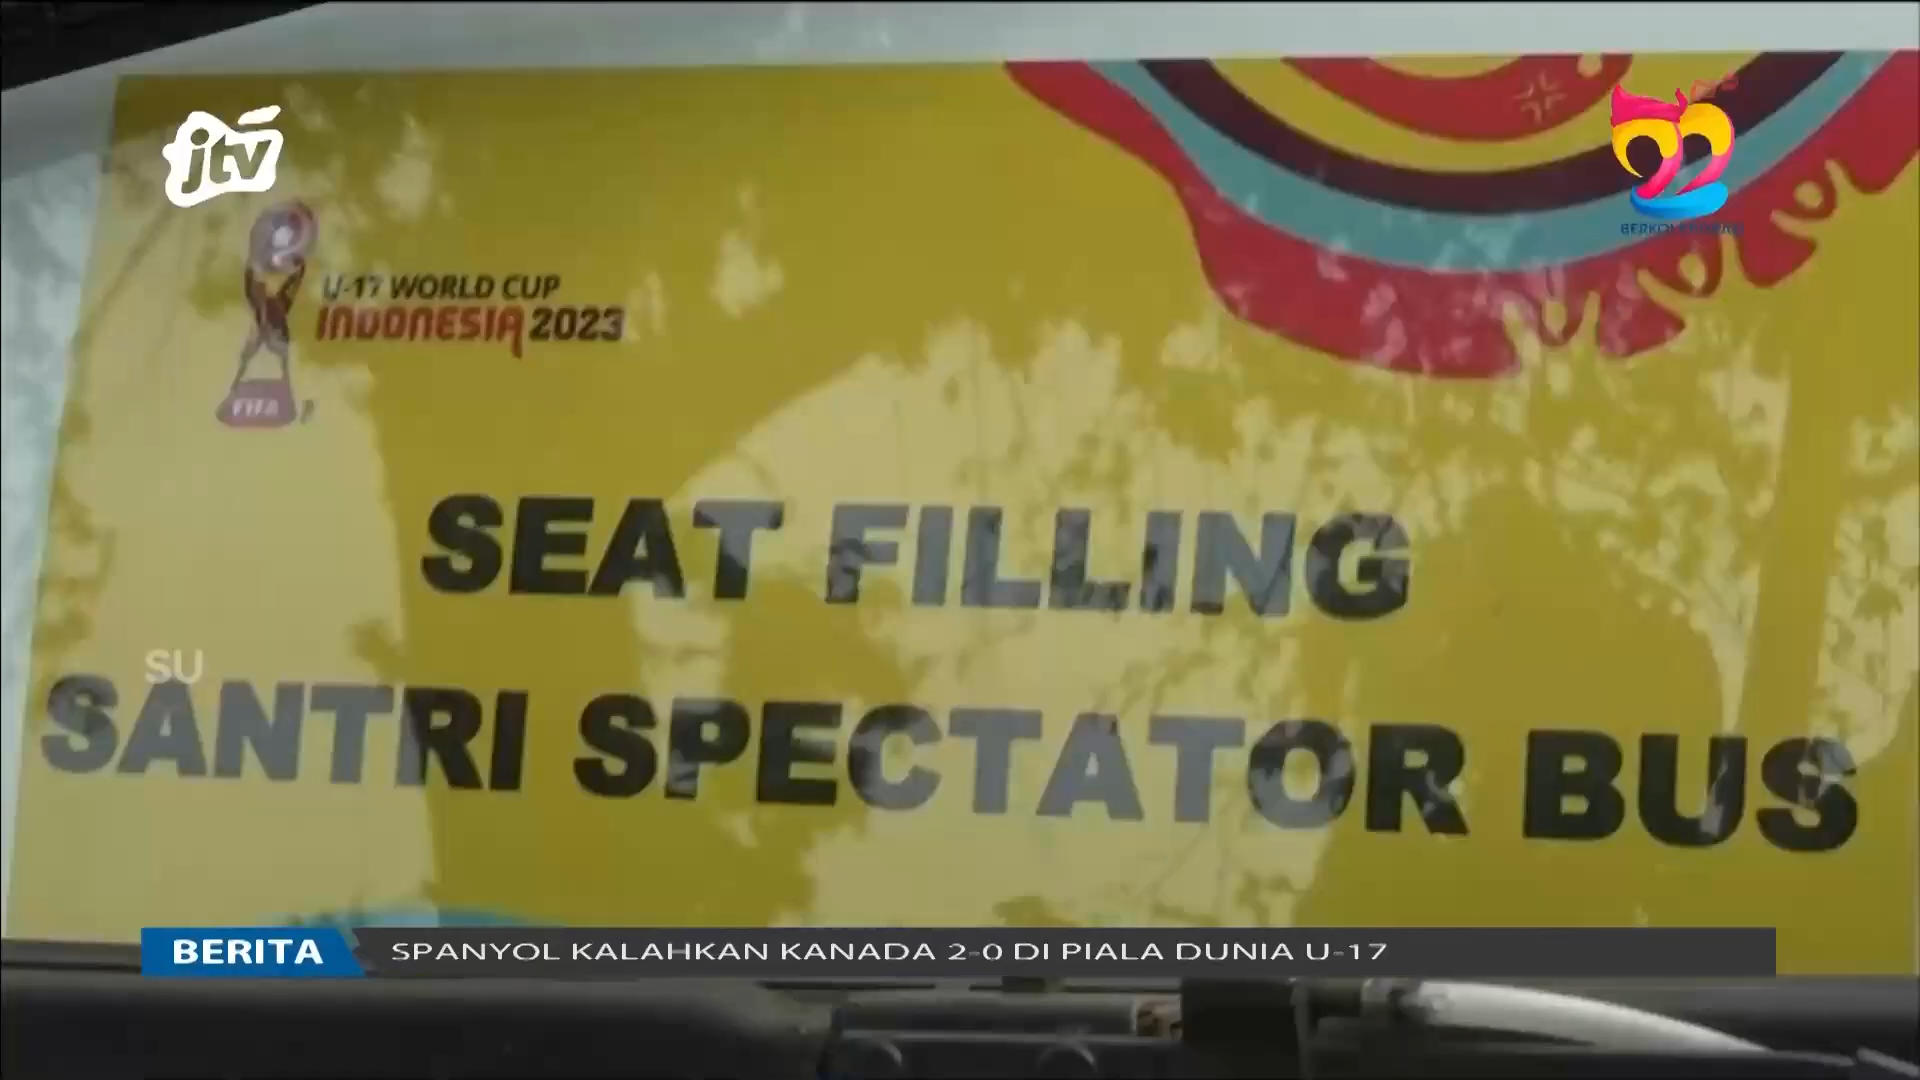 jtv
22
U-17 WORLD CUP
INDONESIA 2023
FIFA
SEAT FILLING
SU
SANTRI SPECTATOR BUS
BERITA
SPANYOL KALAHKAN KANADA 2-0 DI PIALA DUNIA U-17